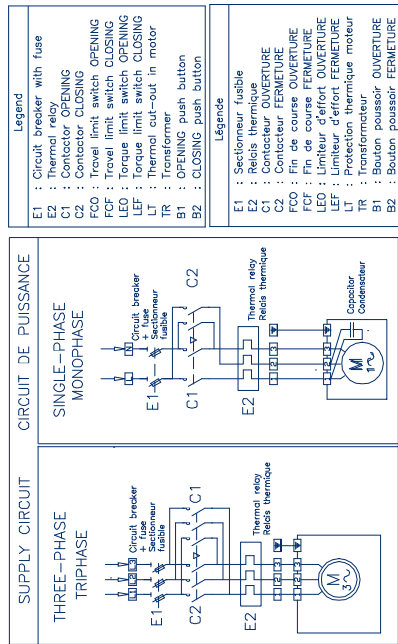 SUPPLY CIRCUIT
CIRCUIT DE PUISSANCE
THREE-PHASE
TRIPHASE
L1 L2 L3
Circuit breaker
+ fuse
Sectionneur
fusible
E1
C2
C1
E2
Thermal relay
Relais thermique
1 2 3
M
3~
SINGLE-PHASE
MONOPHASE
L N
Circuit breaker
+ fuse
Sectionneur
fusible
E1
C1
C2
E2
Thermal relay
Relais thermique
1 2 3
Capacitor
Condensateur
M
1~
Legend
E1 : Circuit breaker with fuse
E2 : Thermal relay
C1 : Contactor OPENING
C2 : Contactor CLOSING
FCO : Travel limit switch OPENING
FCF : Travel limit switch CLOSING
LEO : Torque limit switch OPENING
LEF : Torque limit switch CLOSING
LT : Thermal cut-out in motor
TR : Transformer
B1 : OPENING push button
B2 : CLOSING push button
Légende
E1 : Sectionneur fusible
E2 : Relais thermique
C1 : Contacteur OUVERTURE
C2 : Contacteur FERMETURE
FCO : Fin de course OUVERTURE
FCF : Fin de course FERMETURE
LEO : Limiteur d'effort OUVERTURE
LEF : Limiteur d'effort FERMETURE
LT : Protection thermique moteur
TR : Transformateur
B1 : Bouton poussoir OUVERTURE
B2 : Bouton poussoir FERMETURE